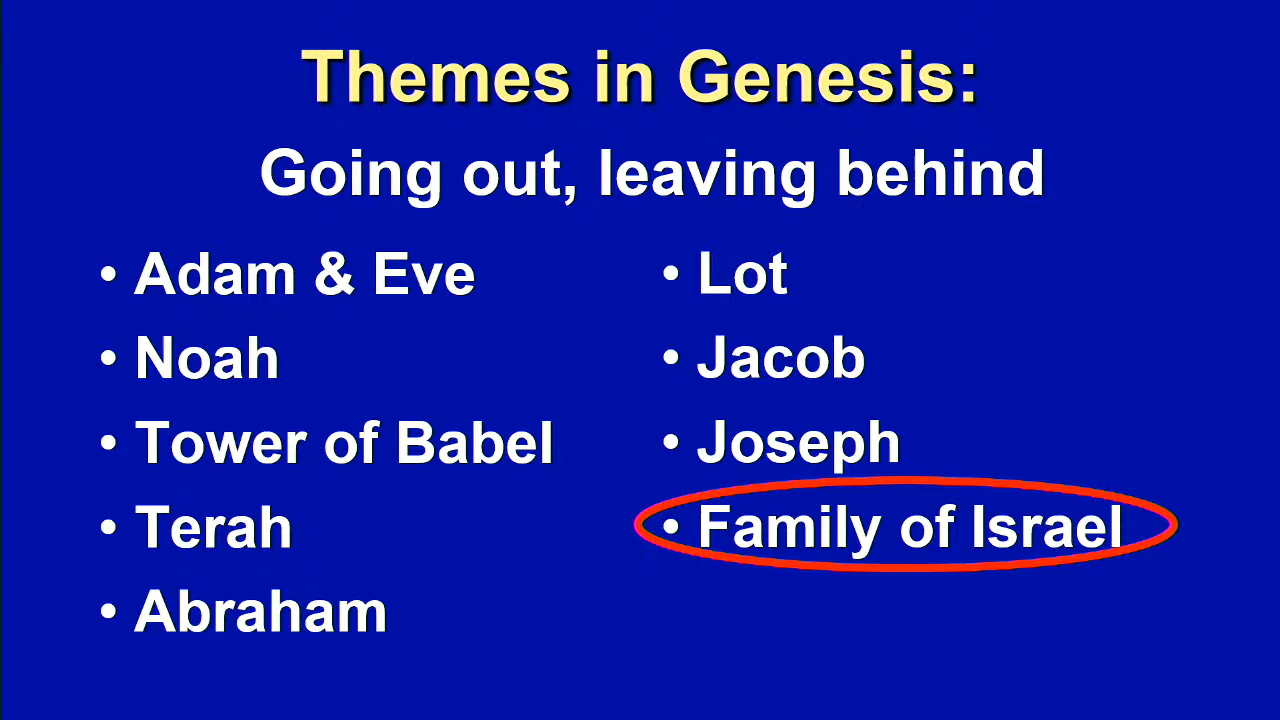 Themes in Genesis:
Going out, leaving behind
• Adam & Eve
• Noah
• Tower of Babel
• Terah
• Abraham
• Lot
• Jacob
• Joseph
• Family of Israel